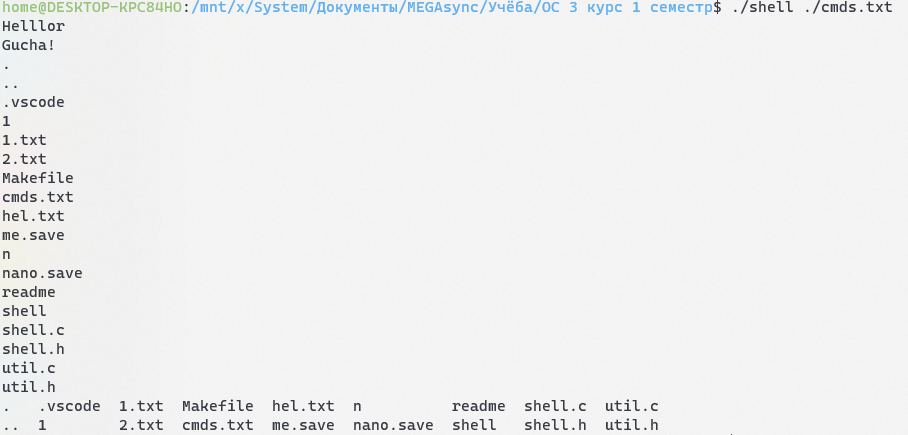 home@DESKTOP-KPC84HO:/mnt/x/System/Документы/MEGAsync/Учёба/ОС 3 курс 1 семестр$ ./shell ./cmds.txt
Helllor
Gucha!
.
..
.vscode
1
1.txt
2.txt
Makefile
cmds.txt
hel.txt
me.save
n
nano.save
readme
shell
shell.c
shell.h
util.c
util.h
.   .vscode  1.txt  Makefile  hel.txt  n          readme  shell.c  util.c
..  1        2.txt  cmds.txt  me.save  nano.save  shell   shell.h  util.h